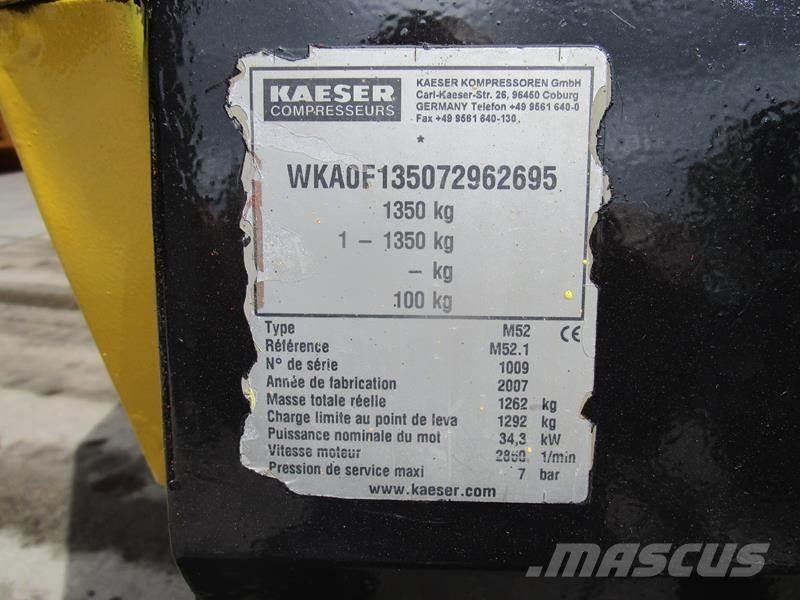 KAESER
COMPRESSEURS
KAESER KOMPRESSOREN GmbH
Carl-Kaeser-Str. 26, 96450 Coburg
GERMANY Telefon +49 9561 640-0
Fax +49 9561 640-130
*
WKA0F135072962695
1350 kg
1 – 1350 kg
– kg
100 kg
Type M52 CE
Référence M52.1
N° de série 1009
Année de fabrication 2007
Masse totale réelle 1262 kg
Charge limite au point de leva 1292 kg
Puissance nominale du mot 34,3 kW
Vitesse moteur 2850 1/min
Pression de service maxi 7 bar
www.kaeser.com
MASCUS